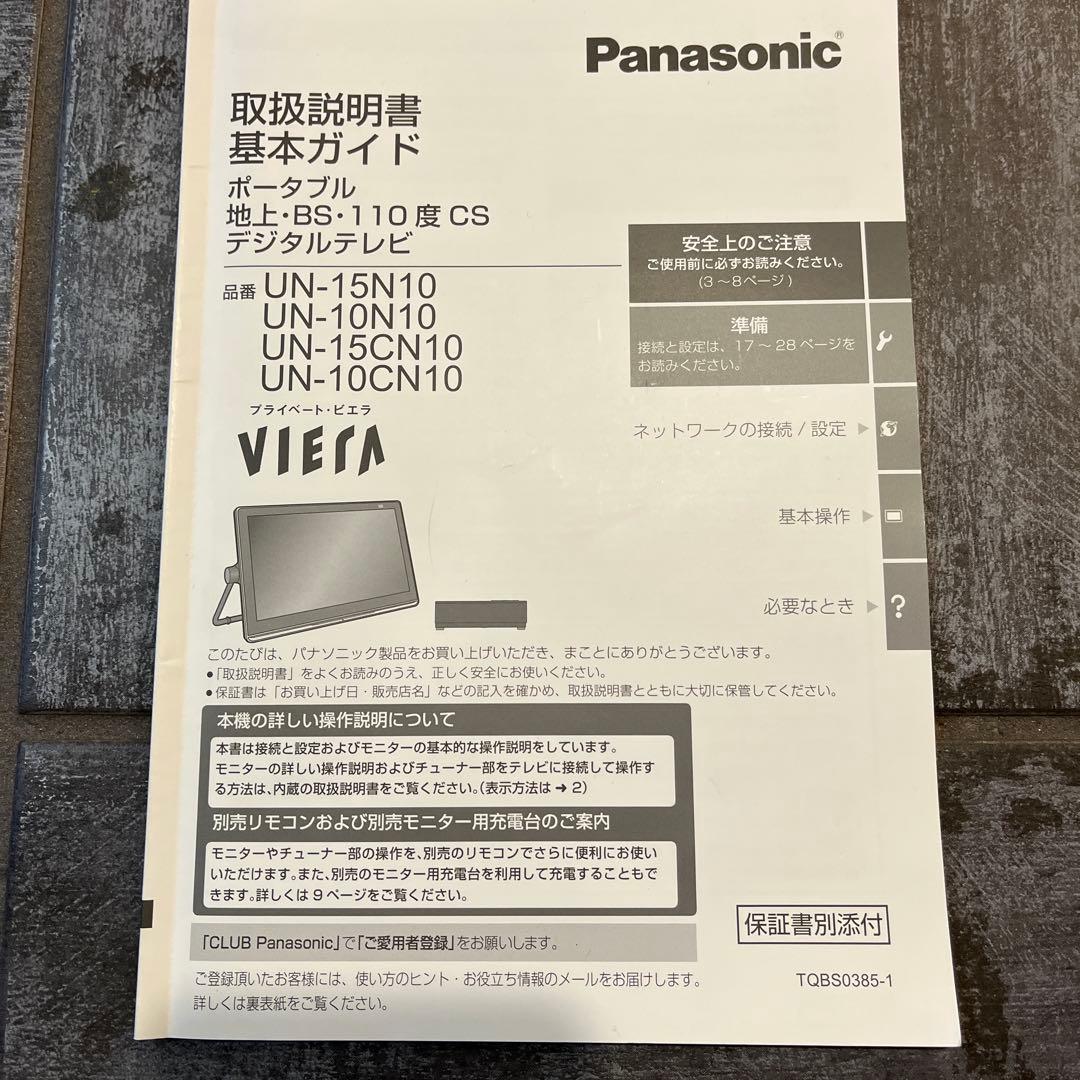 Panasonic®
取扱説明書
基本ガイド
ポータブル
地上・BS・110度CS
デジタルテレビ
品番 UN-15N10
UN-10N10
UN-15CN10
UN-10CN10
プライベート・ビエラ
VIERA
安全上のご注意
ご使用前に必ずお読みください。
(3～8ページ)
準備
接続と設定は、17～28ページを
お読みください。
ネットワークの接続/設定
基本操作
必要なとき
?
このたびは、パナソニック製品をお買い上げいただき、まことにありがとうございます。
●「取扱説明書」をよくお読みのうえ、正しく安全にお使いください。
●保証書は「お買い上げ日・販売店名」などの記入を確かめ、取扱説明書とともに大切に保管してください。
本機の詳しい操作説明について
本書は接続と設定およびモニターの基本的な操作説明をしています。
モニターの詳しい操作説明およびチューナー部をテレビに接続して操作す
る方法は、内蔵の取扱説明書をご覧ください。(表示方法は ➜ 2)
別売リモコンおよび別売モニター用充電台のご案内
モニターやチューナー部の操作を、別売のリモコンでさらに便利にお使い
いただけます。また、別売のモニター用充電台を利用して充電することもで
きます。詳しくは9ページをご覧ください。
「CLUB Panasonic」で「ご愛用者登録」をお願いします。
ご登録頂いたお客様には、使い方のヒント・お役立ち情報のメールをお届けします。
詳しくは裏表紙をご覧ください。
保証書別添付
TQBS0385-1